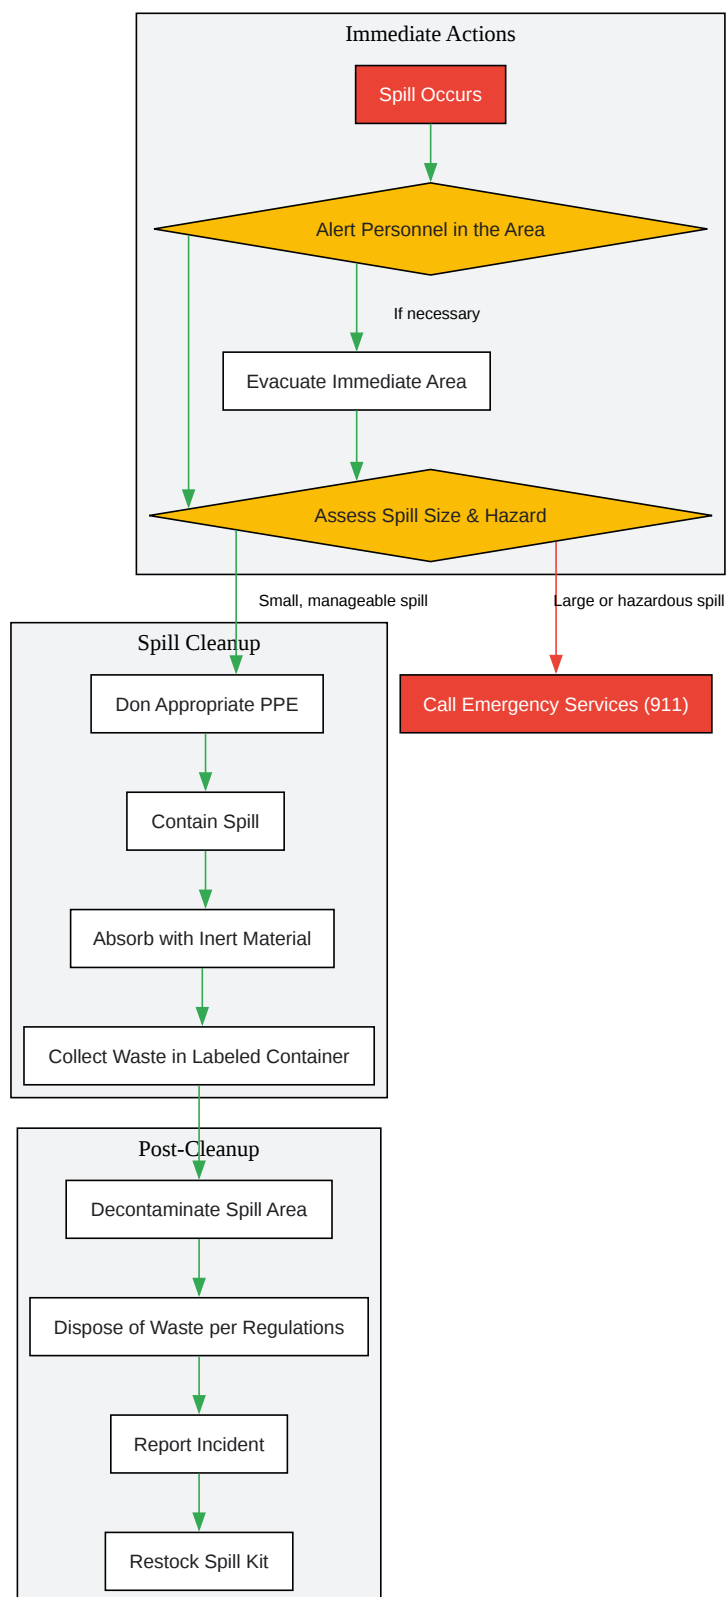 Immediate Actions
Spill Occurs
Alert Personnel in the Area
If necessary
Evacuate Immediate Area
Assess Spill Size & Hazard
Small, manageable spill
Large or hazardous spill
Spill Cleanup
Don Appropriate PPE
Call Emergency Services (911)
Contain Spill
Absorb with Inert Material
Collect Waste in Labeled Container
Post-Cleanup
Decontaminate Spill Area
Dispose of Waste per Regulations
Report Incident
Restock Spill Kit